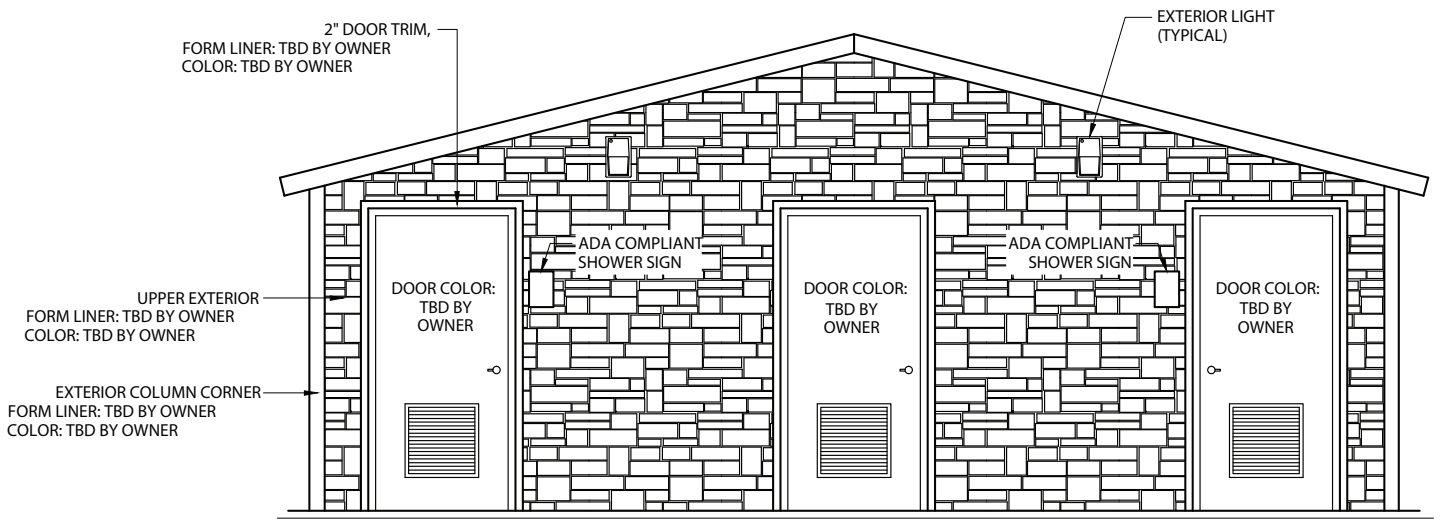 2" DOOR TRIM,
FORM LINER: TBD BY OWNER
COLOR: TBD BY OWNER
EXTERIOR LIGHT
(TYPICAL)
ADA COMPLIANT
SHOWER SIGN
ADA COMPLIANT
SHOWER SIGN
UPPER EXTERIOR
FORM LINER: TBD BY OWNER
COLOR: TBD BY OWNER
DOOR COLOR:
TBD BY
OWNER
DOOR COLOR:
TBD BY
OWNER
DOOR COLOR:
TBD BY
OWNER
EXTERIOR COLUMN CORNER
FORM LINER: TBD BY OWNER
COLOR: TBD BY OWNER